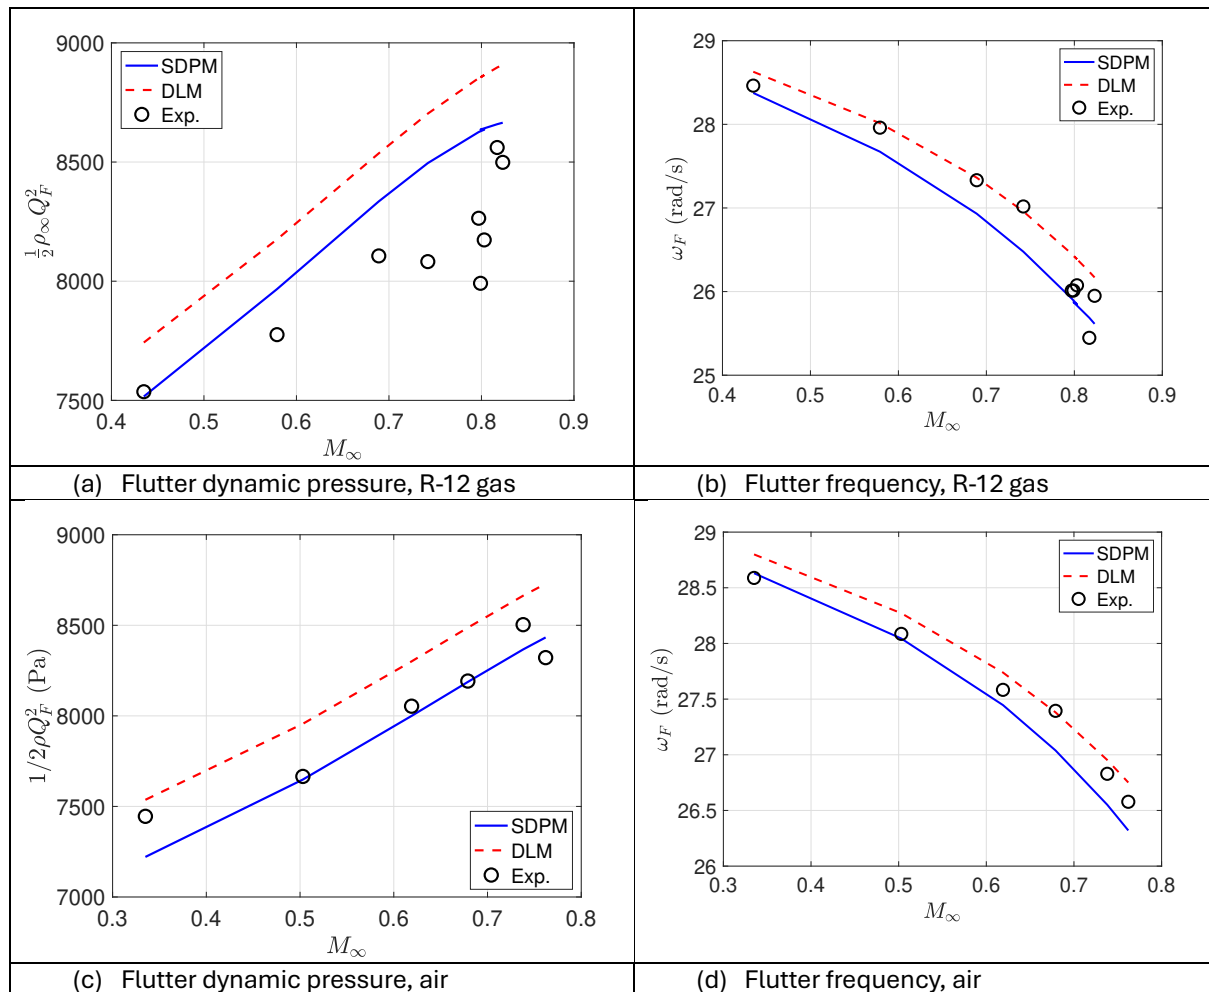 9000
8500
8000
7500
½ρ∞Q²F
SDPM
DLM
Exp.
0.4 0.5 0.6 0.7 0.8 0.9
M∞
(a) Flutter dynamic pressure, R-12 gas
29
28
27
26
25
ωF (rad/s)
SDPM
DLM
Exp.
0.4 0.5 0.6 0.7 0.8 0.9
M∞
(b) Flutter frequency, R-12 gas
9000
8500
8000
7500
7000
1/2ρQ²F (Pa)
SDPM
DLM
Exp.
0.3 0.4 0.5 0.6 0.7 0.8
M∞
(c) Flutter dynamic pressure, air
29
28.5
28
27.5
27
26.5
26
ωF (rad/s)
SDPM
DLM
Exp.
0.3 0.4 0.5 0.6 0.7 0.8
M∞
(d) Flutter frequency, air